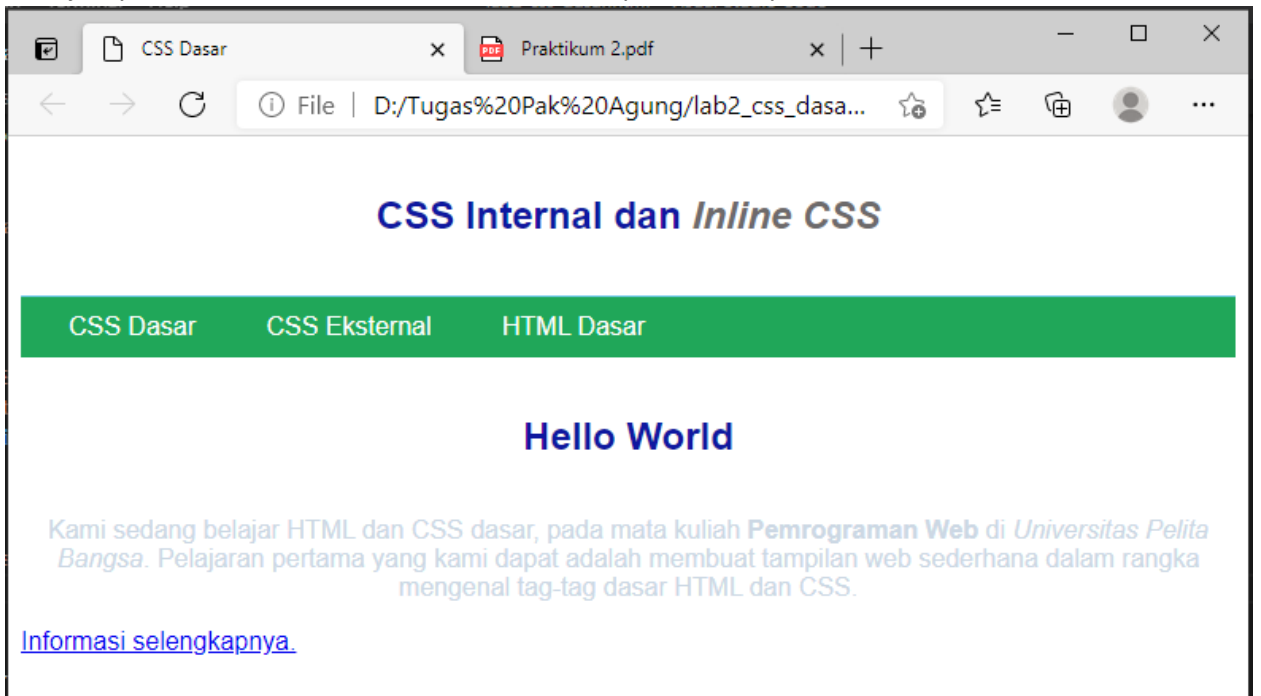 CSS Dasar
Praktikum 2.pdf
File | D:/Tugas%20Pak%20Agung/lab2_css_dasa...
CSS Internal dan Inline CSS
CSS Dasar CSS Eksternal HTML Dasar
Hello World
Kami sedang belajar HTML dan CSS dasar, pada mata kuliah Pemrograman Web di Universitas Pelita
Bangsa. Pelajaran pertama yang kami dapat adalah membuat tampilan web sederhana dalam rangka
mengenal tag-tag dasar HTML dan CSS.
Informasi selengkapnya.